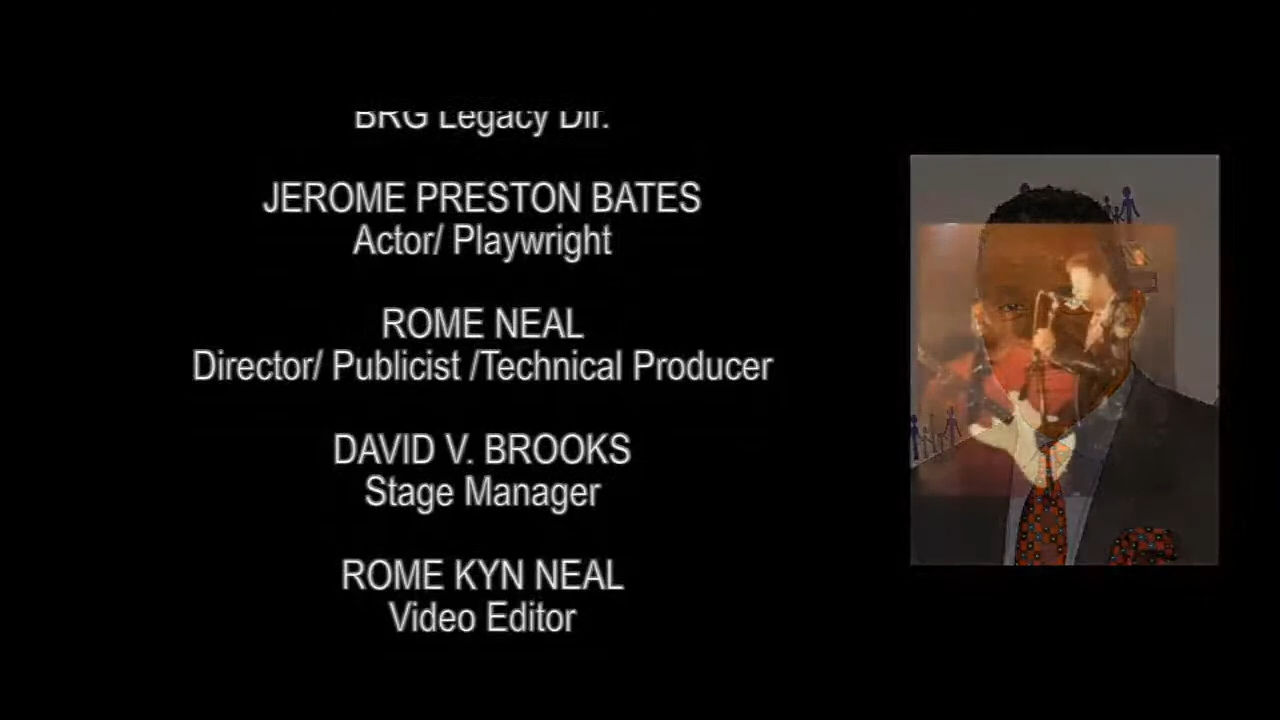 BRG Legacy Dir.
JEROME PRESTON BATES
Actor/ Playwright
ROME NEAL
Director/ Publicist /Technical Producer
DAVID V. BROOKS
Stage Manager
ROME KYN NEAL
Video Editor